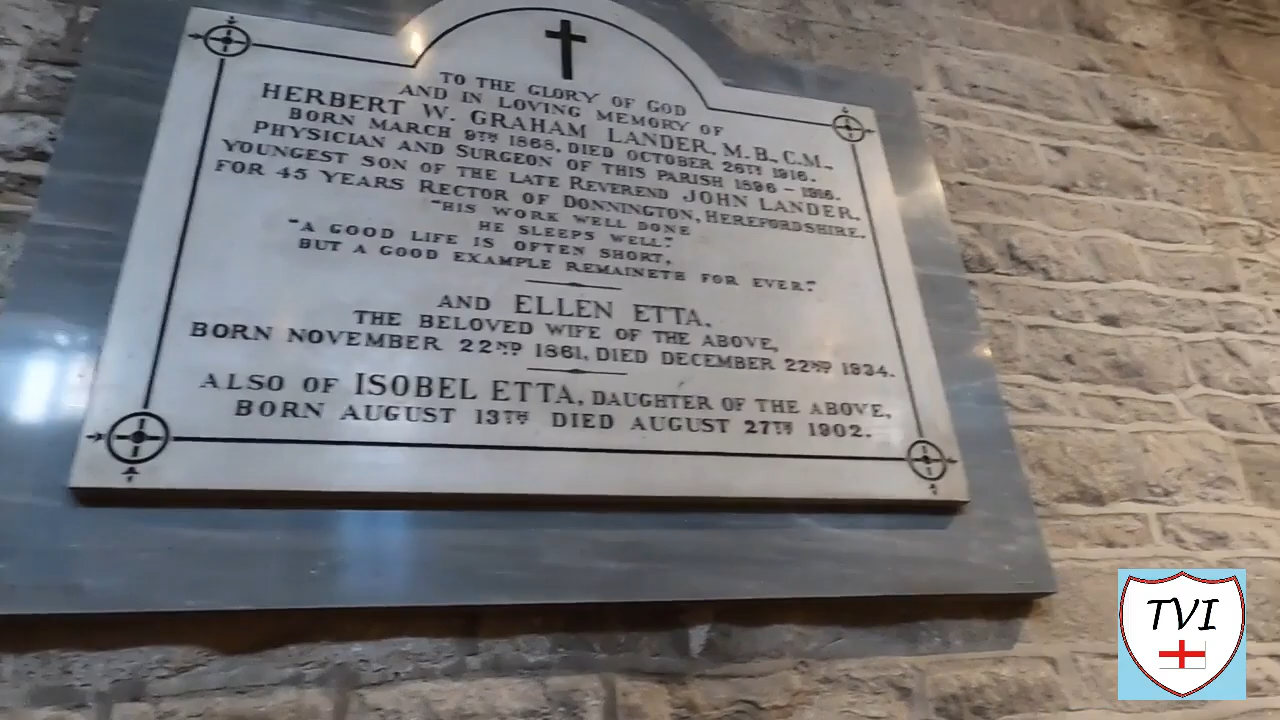 TO THE GLORY OF GOD
AND IN LOVING MEMORY OF
HERBERT W. GRAHAM LANDER, M.B., C.M.,
BORN MARCH 9TH 1868, DIED OCTOBER 26TH 1916.
PHYSICIAN AND SURGEON OF THIS PARISH 1896 – 1916.
YOUNGEST SON OF THE LATE REVEREND JOHN LANDER,
FOR 45 YEARS RECTOR OF DONNINGTON, HEREFORDSHIRE.
"HIS WORK WELL DONE
HE SLEEPS WELL."
"A GOOD LIFE IS OFTEN SHORT,
BUT A GOOD EXAMPLE REMAINETH FOR EVER."
AND ELLEN ETTA,
THE BELOVED WIFE OF THE ABOVE,
BORN NOVEMBER 22ND 1861, DIED DECEMBER 22ND 1934.
ALSO OF ISOBEL ETTA, DAUGHTER OF THE ABOVE,
BORN AUGUST 13TH DIED AUGUST 27TH 1902.
TVI